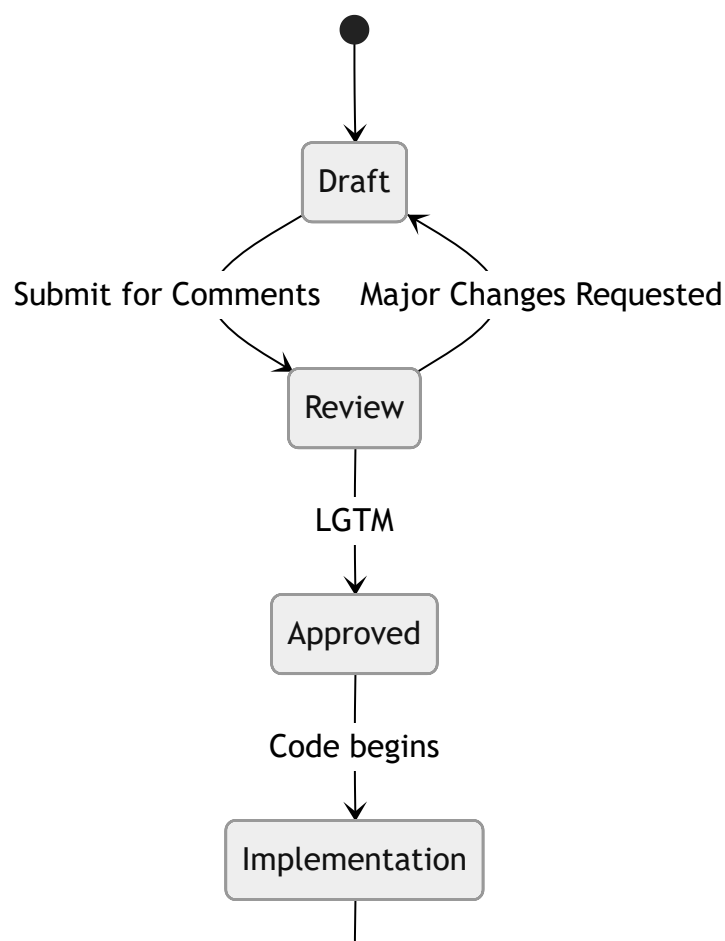 Draft
Submit for Comments
Major Changes Requested
Review
LGTM
Approved
Code begins
Implementation